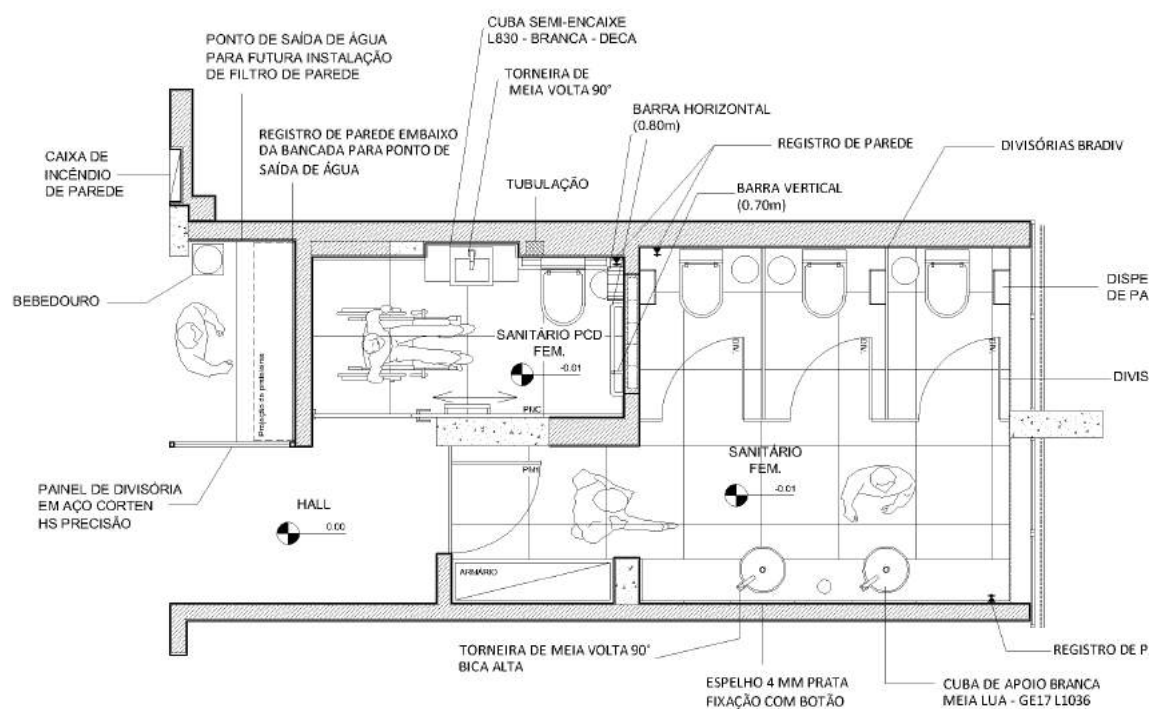 CUBA SEMI-ENCAIXE
L830 - BRANCA - DECA
PONTO DE SAÍDA DE ÁGUA
PARA FUTURA INSTALAÇÃO
DE FILTRO DE PAREDE
TORNEIRA DE
MEIA VOLTA 90°
BARRA HORIZONTAL
(0.80m)
CAIXA DE
INCÊNDIO
DE PAREDE
REGISTRO DE PAREDE EMBAIXO
DA BANCADA PARA PONTO DE
SAÍDA DE ÁGUA
REGISTRO DE PAREDE
DIVISÓRIAS BRADIV
TUBULAÇÃO
BARRA VERTICAL
(0.70m)
BEBEDOURO
DISPE
DE PA
SANITÁRIO PCD
FEM.
-0.01
DIVIS
Projeção da prateleira
SANITÁRIO
FEM.
-0.01
PAINEL DE DIVISÓRIA
EM AÇO CORTEN
HS PRECISÃO
HALL
0.00
ARMÁRIO
TORNEIRA DE MEIA VOLTA 90°
BICA ALTA
REGISTRO DE P
ESPELHO 4 MM PRATA
FIXAÇÃO COM BOTÃO
CUBA DE APOIO BRANCA
MEIA LUA - GE17 L1036